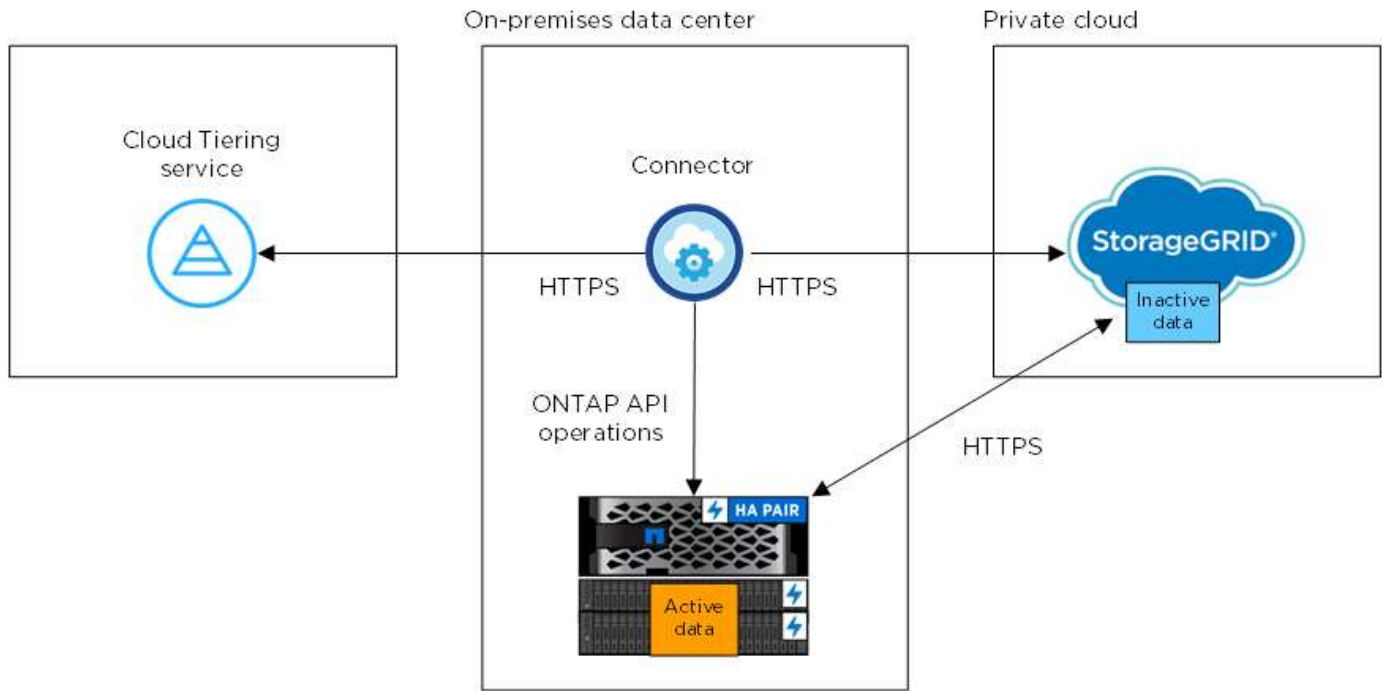 On-premises data center
Private cloud
Cloud Tiering
service
Connector
StorageGRID®
Inactive
data
HTTPS
HTTPS
ONTAP API
operations
HTTPS
HA PAIR
Active
data